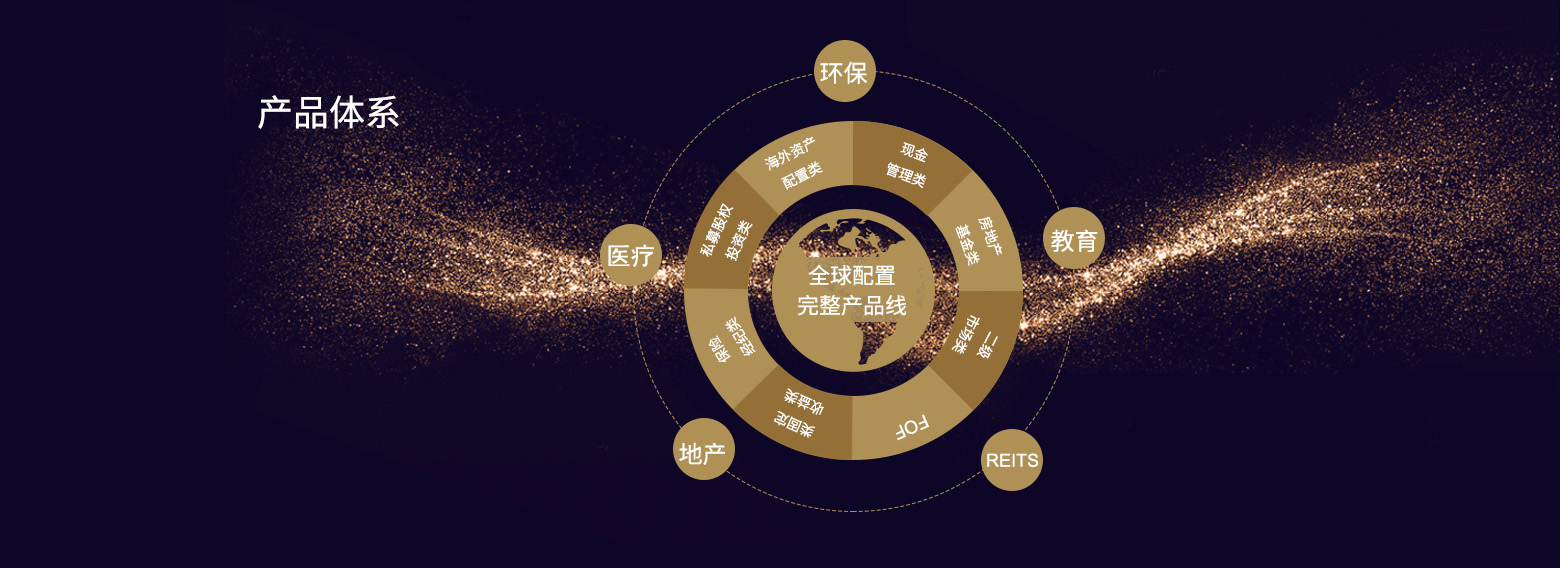 产品体系
环保
教育
REITS
地产
医疗
现金
管理类
房地产
基金类
二级
市场类
FOF
类固定
收益类
保险
经纪类
私募股权
投资类
海外资产
配置类
全球配置
完整产品线